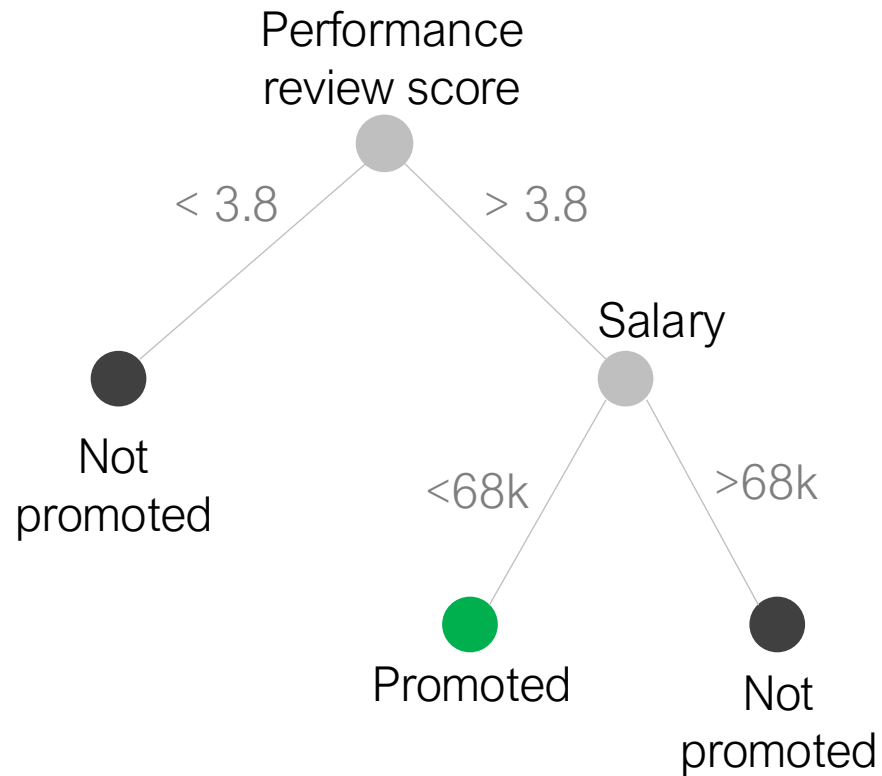 Performance
review score
< 3.8
> 3.8
Salary
Not
promoted
<68k
>68k
Promoted
Not
promoted